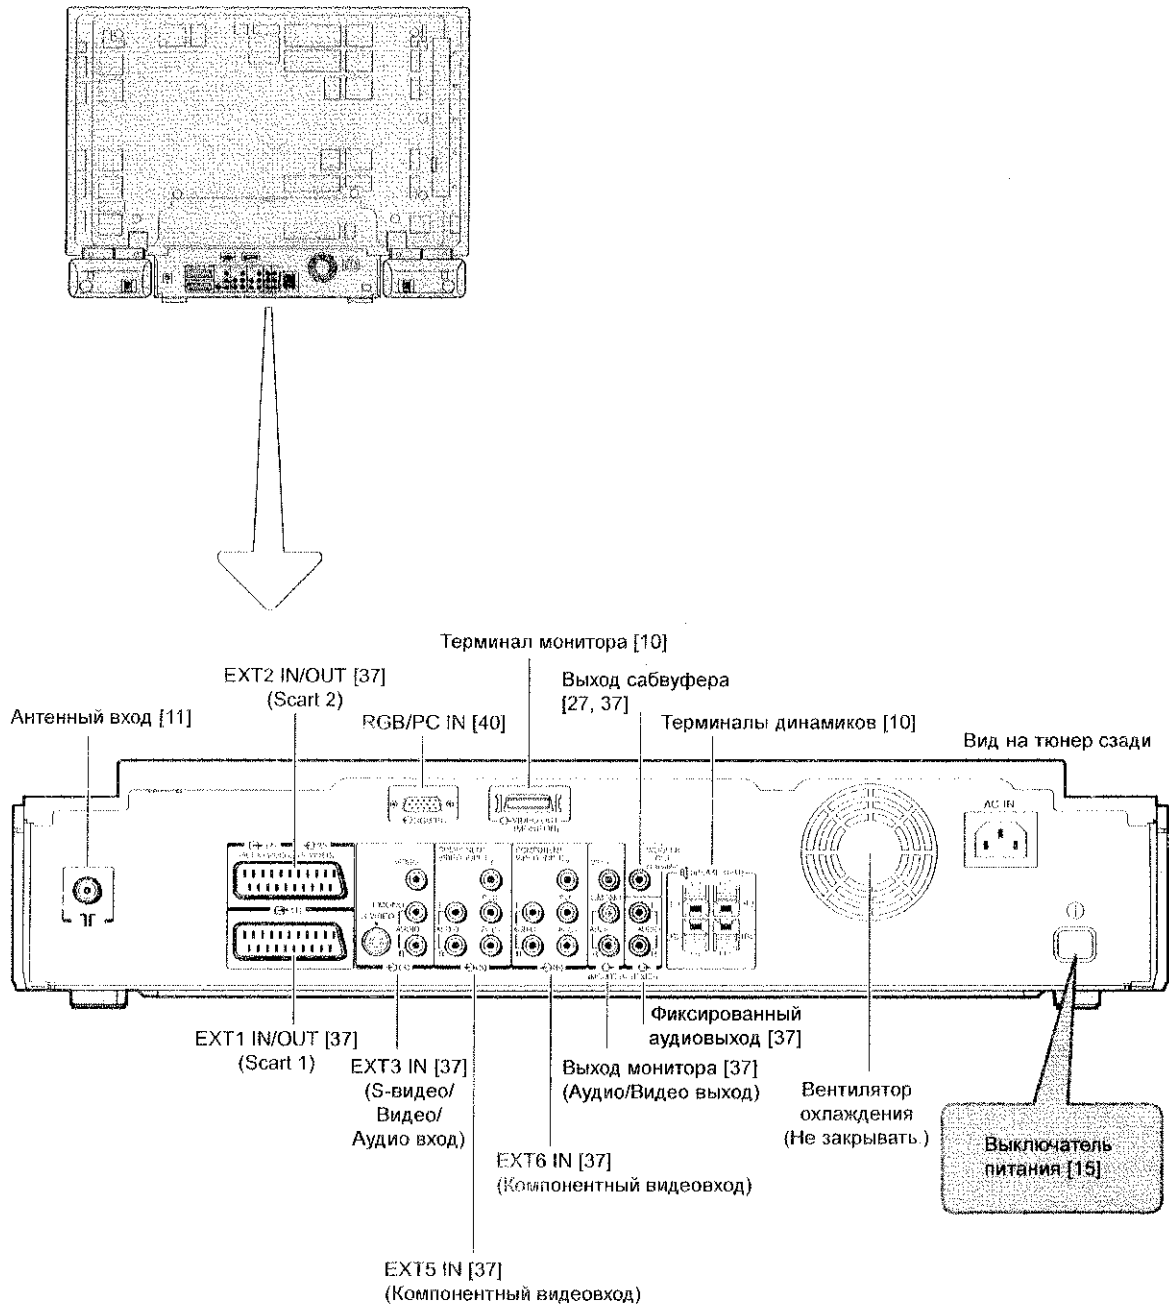 Терминал монитора [10]
EXT2 IN/OUT [37]
(Scart 2)
Выход сабвуфера
[27, 37]
Антенный вход [11]
RGB/PC IN [40]
Терминалы динамиков [10]
Вид на тюнер сзади
AC IN
EXT1 IN/OUT [37]
(Scart 1)
EXT3 IN [37]
(S-видео/
Видео/
Аудио вход)
Фиксированный
аудиовыход [37]
Выход монитора [37]
(Аудио/Видео выход)
Вентилятор
охлаждения
(Не закрывать.)
Выключатель
питания [15]
EXT6 IN [37]
(Компонентный видеовход)
EXT5 IN [37]
(Компонентный видеовход)